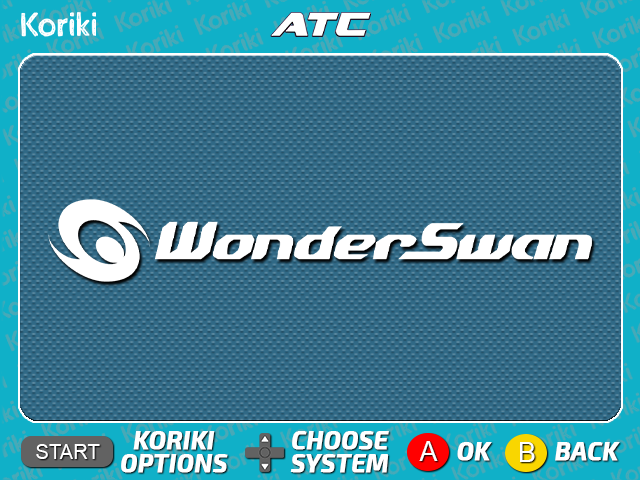 Koriki
ATC
WonderSwan
START
KORIKI
OPTIONS
CHOOSE
SYSTEM
A OK
B BACK